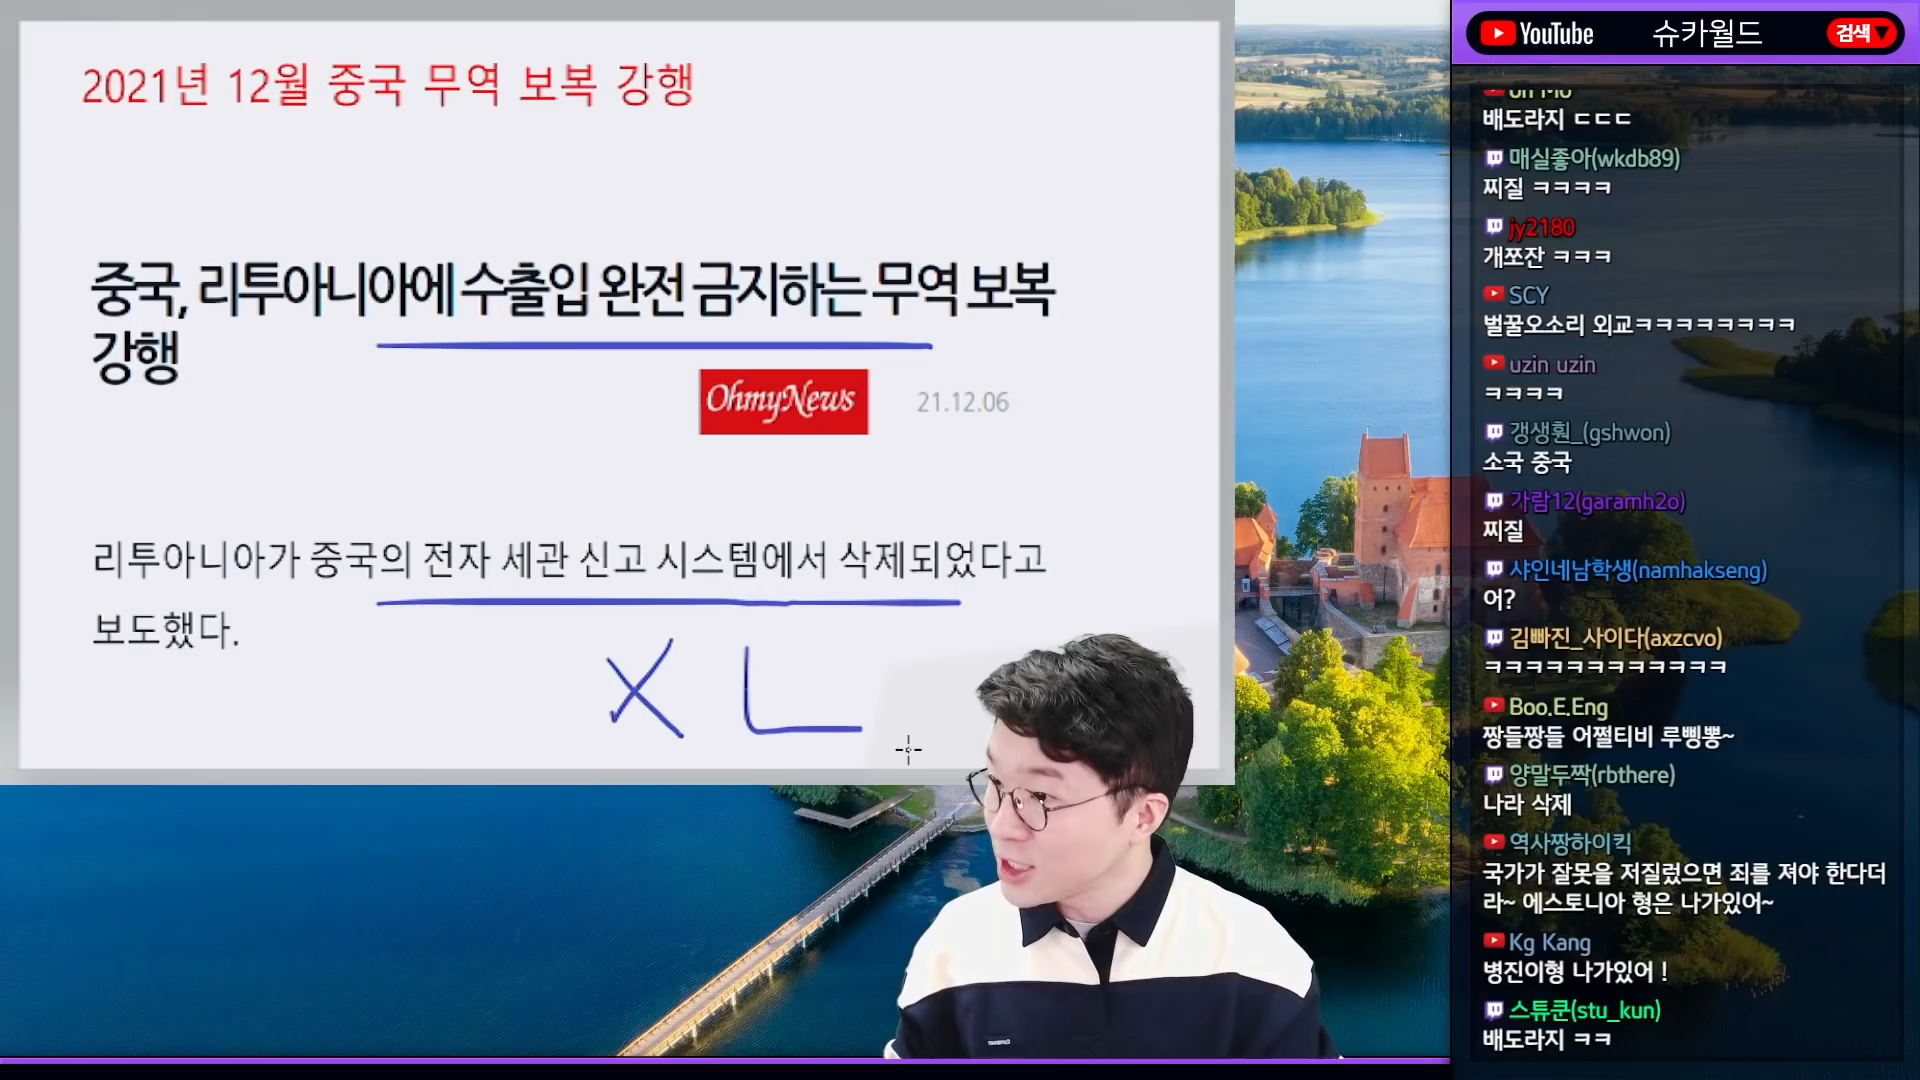 2021년 12월 중국 무역 보복 강행
중국, 리투아니아에 수출입 완전 금지하는 무역 보복
강행
OhmyNews
21.12.06
리투아니아가 중국의 전자 세관 신고 시스템에서 삭제되었다고
보도했다.
X L
YouTube 슈카월드 검색▼
배도라지 ㄷㄷㄷ
매실좋아(wkdb89)
찌질 ㅋㅋㅋㅋ
jy2180
개쪼잔 ㅋㅋㅋ
SCY
벌꿀오소리 외교ㅋㅋㅋㅋㅋㅋㅋㅋ
uzin uzin
ㅋㅋㅋㅋ
갱생훤_(gshwon)
소국 중국
가람12(garamh2o)
찌질
샤인네남학생(namhakseng)
어?
김빠진_사이다(axzcvo)
ㅋㅋㅋㅋㅋㅋㅋㅋㅋㅋㅋㅋ
Boo.E.Eng
짱들짱들 어쩔티비 루삥뽕~
양말두짝(rbthere)
나라 삭제
역사짱하이킥
국가가 잘못을 저질렀으면 죄를 져야 한다더
라~ 에스토니아 형은 나가있어~
Kg Kang
병진이형 나가있어 !
스튜쿤(stu_kun)
배도라지 ㅋㅋ